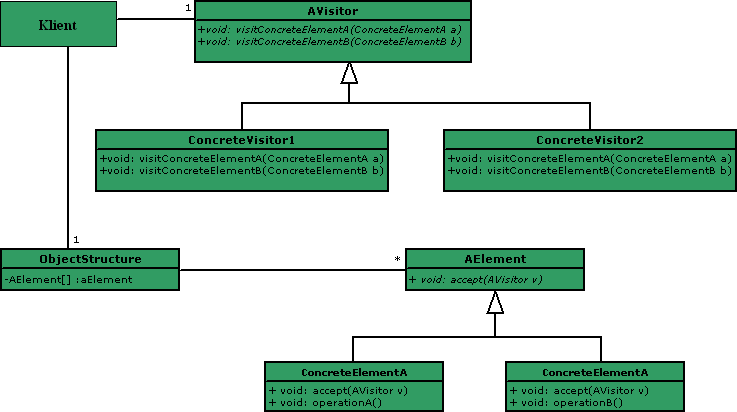 Klient
1
AVisitor
+void: visitConcreteElementA(ConcreteElementA a)
+void: visitConcreteElementB(ConcreteElementB b)
ConcreteVisitor1
+void: visitConcreteElementA(ConcreteElementA a)
+void: visitConcreteElementB(ConcreteElementB b)
ConcreteVisitor2
+void: visitConcreteElementA(ConcreteElementA a)
+void: visitConcreteElementB(ConcreteElementB b)
1
ObjectStructure
-AElement[] :aElement
*
AElement
+ void: accept(AVisitor v)
ConcreteElementA
+ void: accept(AVisitor v)
+ void: operationA()
ConcreteElementA
+ void: accept(AVisitor v)
+ void: operationB()